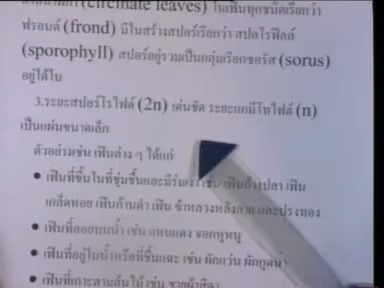 (circinate leaves) ในเฟินทุกชนิดเรียกว่า
ฟรอนด์ (frond) มีใบสร้างสปอร์เรียกว่า สปอโรฟิลล์
(sporophyll) สปอร์อยู่รวมเป็นกลุ่มเรียกซอรัส (sorus)
อยู่ใต้ใบ
3.ระยะสปอร์โรไฟต์ (2n) เด่นชัด ระยะแกมีโทไฟต์ (n)
เป็นแผ่นขนาดเล็ก
ตัวอย่างเช่น เฟินต่าง ๆ ได้แก่
● เฟินที่ขึ้นในที่ชุ่มชื้นและมีร่มเงา เช่น เฟินก้างปลา เฟิน
เกล็ดหอย เฟินก้านดำ เฟิน ข้าหลวงหลังลาย และปรงทอง
● เฟินที่ลอยบนน้ำ เช่น แหนแดง จอกหูหนู
● เฟินที่อยู่ในน้ำหรือที่ชื้นแฉะ เช่น ผักแว่น ผักกูดน้ำ
● เฟินที่เกาะตามต้นไม้ เช่น ชายผ้าสีดา